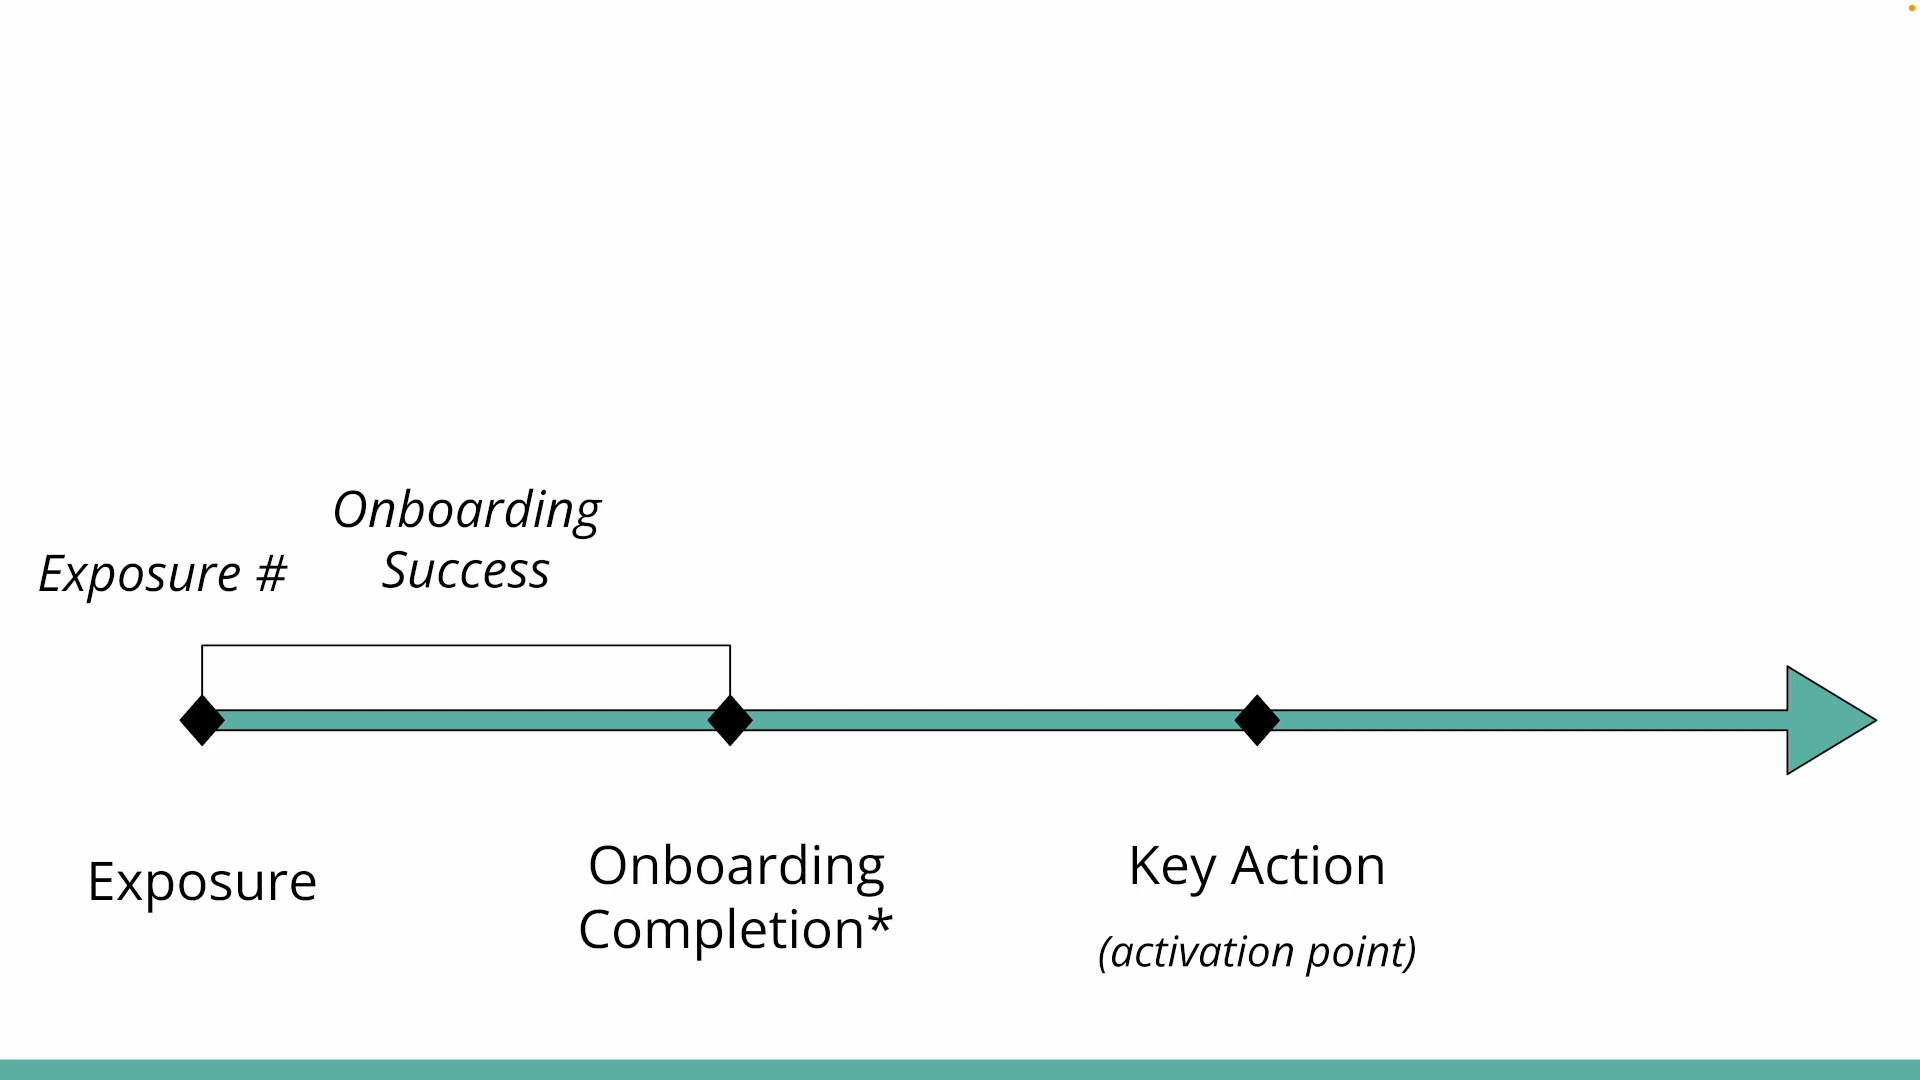 Onboarding
Success
Exposure #
Exposure
Onboarding
Completion*
Key Action
(activation point)